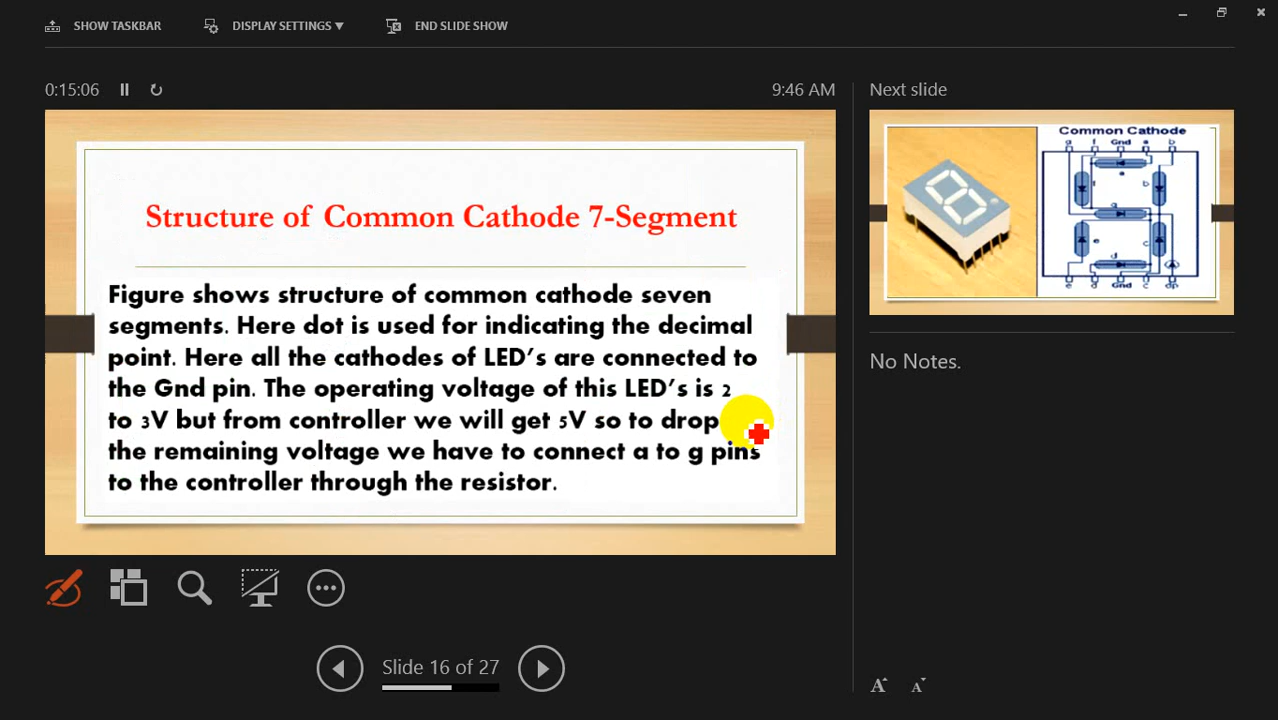 SHOW TASKBAR
DISPLAY SETTINGS ▼
END SLIDE SHOW
0:15:06
9:46 AM
Next slide
Structure of Common Cathode 7-Segment
Figure shows structure of common cathode seven
segments. Here dot is used for indicating the decimal
point. Here all the cathodes of LED's are connected to
the Gnd pin. The operating voltage of this LED's is 2
to 3V but from controller we will get 5V so to drop
the remaining voltage we have to connect a to g pins
to the controller through the resistor.
Common Cathode
g f Gnd a b
a
f b
g
e c
d
e d Gnd c dp
No Notes.
Slide 16 of 27
A A